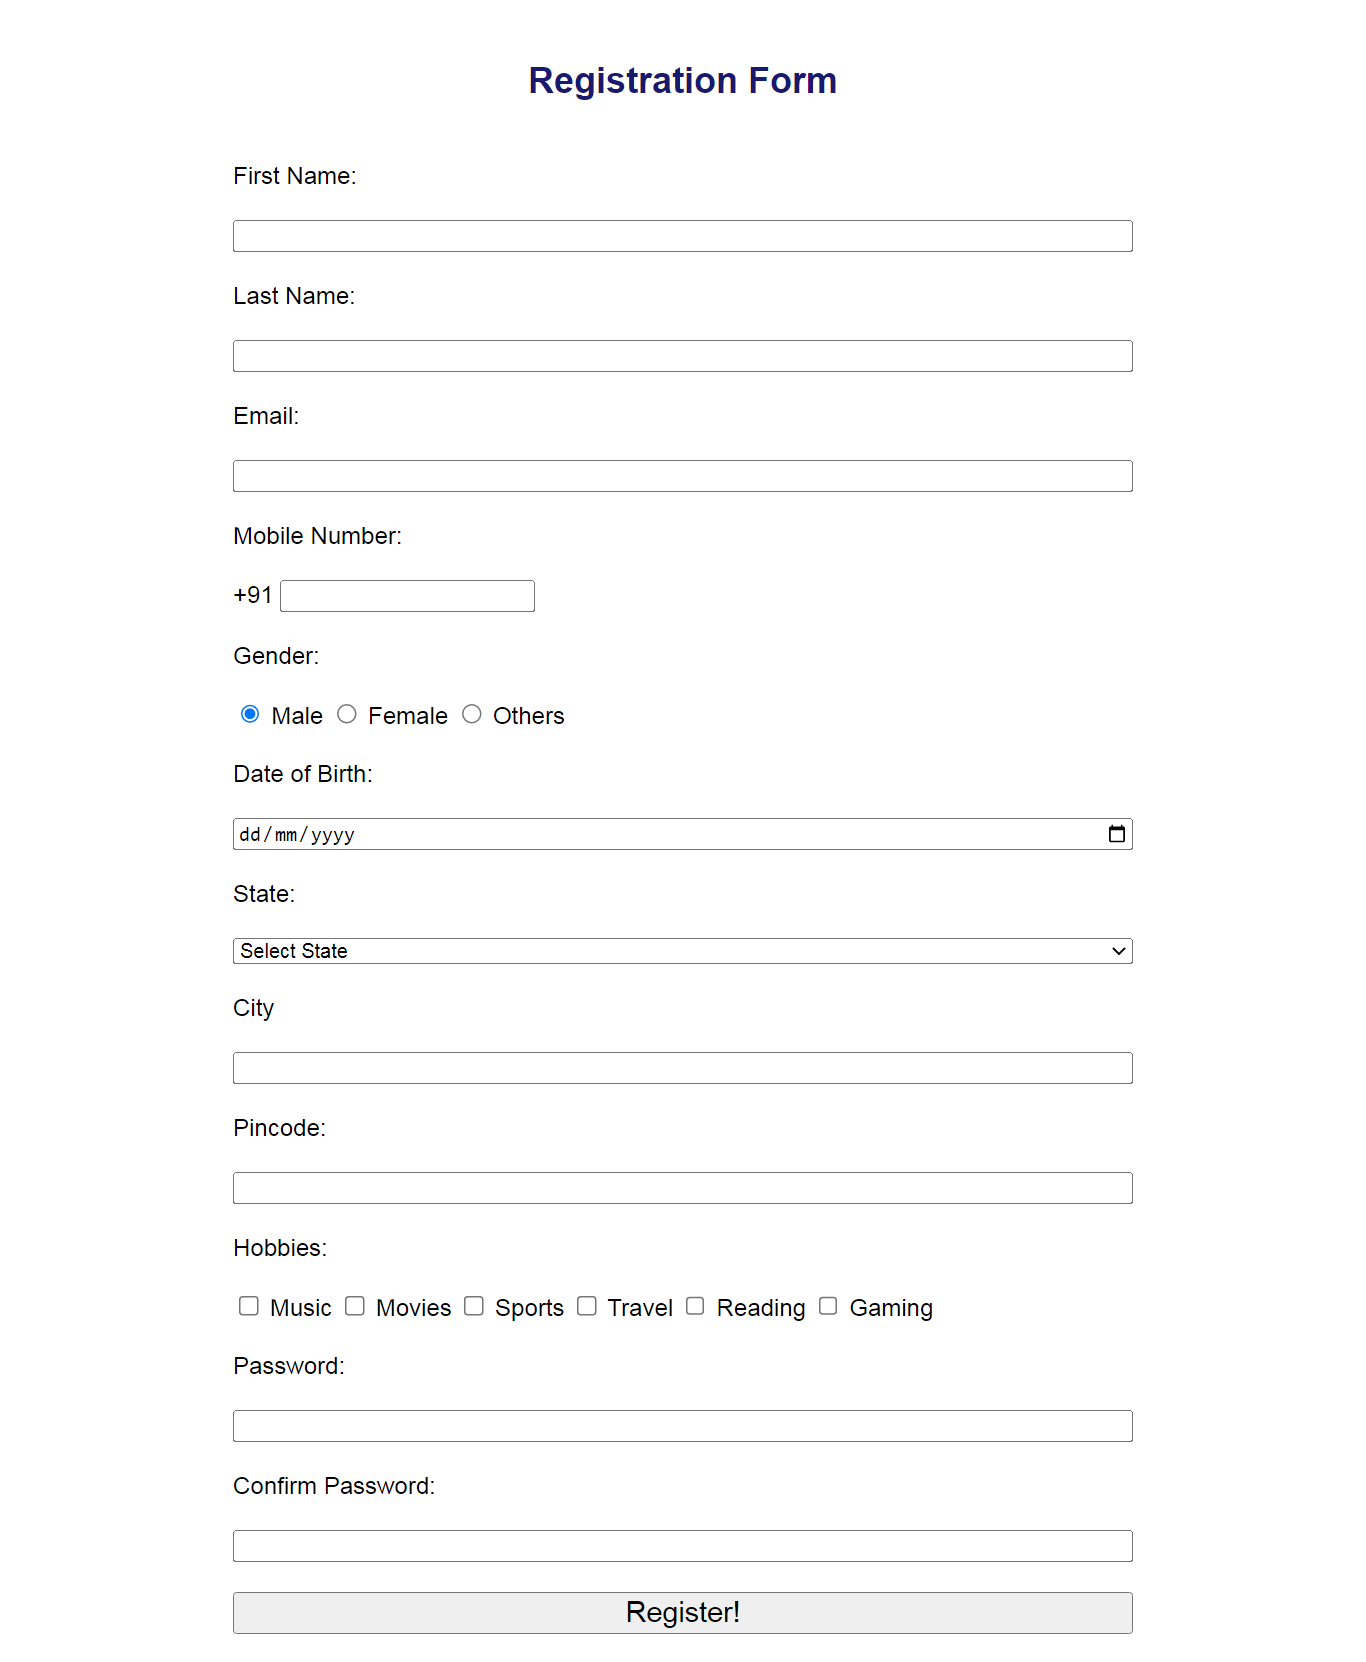 Registration Form
First Name:
Last Name:
Email:
Mobile Number:
+91
Gender:
Male Female Others
Date of Birth:
dd/mm/yyyy
State:
Select State
City
Pincode:
Hobbies:
Music Movies Sports Travel Reading Gaming
Password:
Confirm Password:
Register!